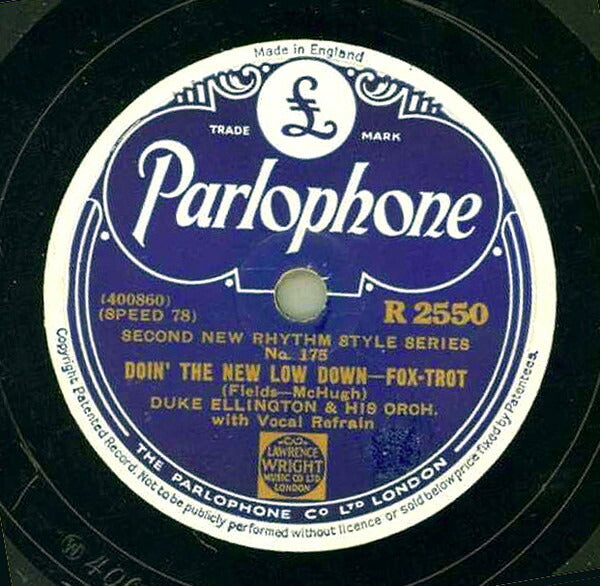 Made in England
£
TRADE MARK
Parlophone
(400860)
(SPEED 78)
R 2550
SECOND NEW RHYTHM STYLE SERIES
No. 175
DOIN' THE NEW LOW DOWN—FOX-TROT
(Fields—McHugh)
DUKE ELLINGTON & HIS ORCH.
with Vocal Refrain
LAWRENCE
WRIGHT
MUSIC CO LTD
LONDON
THE PARLOPHONE CO LTD LONDON
Copyright Patented Record. Not to be publicly performed without licence or sold below price fixed by Patentees.